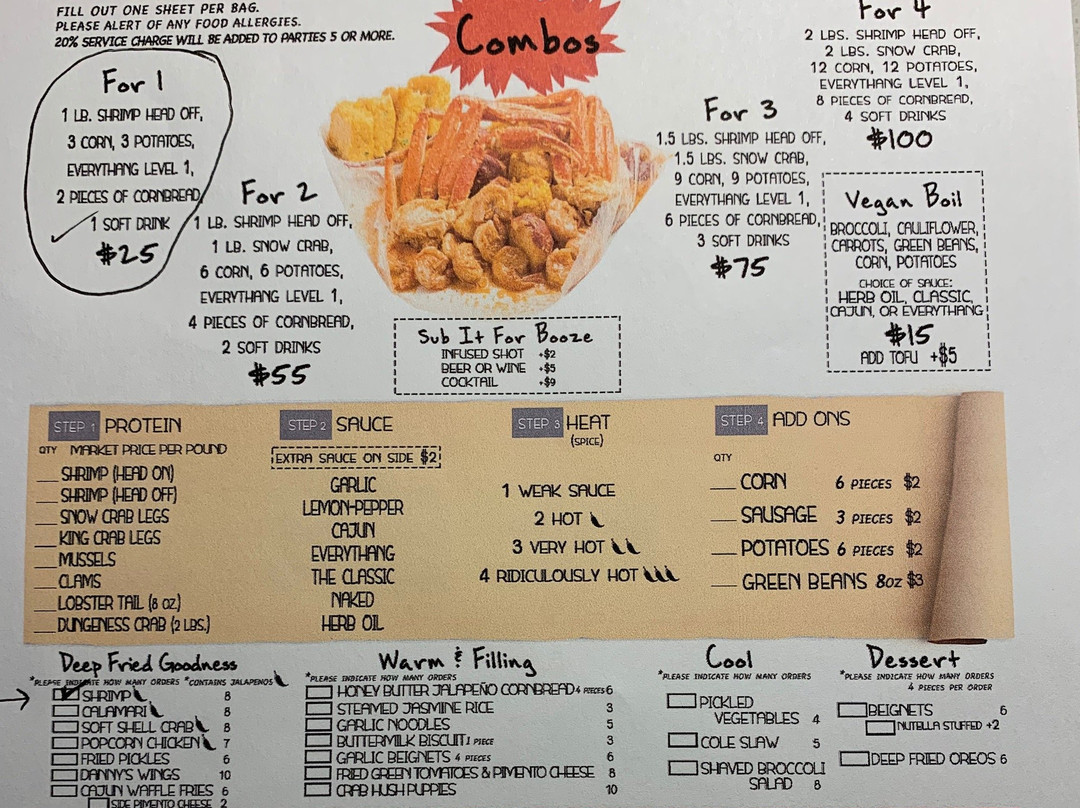 FILL OUT ONE SHEET PER BAG.
PLEASE ALERT OF ANY FOOD ALLERGIES.
20% SERVICE CHARGE WILL BE ADDED TO PARTIES 5 OR MORE.
Combos
For 1
1 LB. SHRIMP HEAD OFF,
3 CORN, 3 POTATOES,
EVERYTHANG LEVEL 1,
2 PIECES OF CORNBREAD,
1 SOFT DRINK
$25
For 2
1 LB. SHRIMP HEAD OFF,
1 LB. SNOW CRAB,
6 CORN, 6 POTATOES,
EVERYTHANG LEVEL 1,
4 PIECES OF CORNBREAD,
2 SOFT DRINKS
$55
For 3
1.5 LBS. SHRIMP HEAD OFF,
1.5 LBS. SNOW CRAB,
9 CORN, 9 POTATOES,
EVERYTHANG LEVEL 1,
6 PIECES OF CORNBREAD,
3 SOFT DRINKS
$75
For 4
2 LBS. SHRIMP HEAD OFF,
2 LBS. SNOW CRAB,
12 CORN, 12 POTATOES,
EVERYTHANG LEVEL 1,
8 PIECES OF CORNBREAD,
4 SOFT DRINKS
$100
Sub It For Booze
INFUSED SHOT +$2
BEER OR WINE +$5
COCKTAIL +$9
Vegan Boil
BROCCOLI, CAULIFLOWER,
CARROTS, GREEN BEANS,
CORN, POTATOES
CHOICE OF SAUCE:
HERB OIL, CLASSIC,
CAJUN, OR EVERYTHANG
$15
ADD TOFU +$5
STEP 1 PROTEIN
QTY MARKET PRICE PER POUND
SHRIMP (HEAD ON)
SHRIMP (HEAD OFF)
SNOW CRAB LEGS
KING CRAB LEGS
MUSSELS
CLAMS
LOBSTER TAIL (8 OZ)
DUNGENESS CRAB (2 LBS.)
STEP 2 SAUCE
EXTRA SAUCE ON SIDE $2
GARLIC
LEMON-PEPPER
CAJUN
EVERYTHANG
THE CLASSIC
NAKED
HERB OIL
STEP 3 HEAT
(SPICE)
1 WEAK SAUCE
2 HOT
3 VERY HOT
4 RIDICULOUSLY HOT
STEP 4 ADD ONS
QTY
CORN 6 PIECES $2
SAUSAGE 3 PIECES $2
POTATOES 6 PIECES $2
GREEN BEANS 8oz $3
Deep Fried Goodness
*PLEASE INDICATE HOW MANY ORDERS *CONTAINS JALAPENOS
SHRIMP 8
CALAMARI 8
SOFT SHELL CRAB 8
POPCORN CHICKEN 7
FRIED PICKLES 6
DANNY'S WINGS 10
CAJUN WAFFLE FRIES 6
SIDE PIMENTO CHEESE 2
Warm & Filling
*PLEASE INDICATE HOW MANY ORDERS
HONEY BUTTER JALAPEÑO CORNBREAD 4 PIECES 6
STEAMED JASMINE RICE 3
GARLIC NOODLES 5
BUTTERMILK BISCUIT 1 PIECE 3
GARLIC BEIGNETS 4 PIECES 6
FRIED GREEN TOMATOES & PIMENTO CHEESE 8
CRAB HUSH PUPPIES 10
Cool
*PLEASE INDICATE HOW MANY ORDERS
PICKLED
VEGETABLES 4
COLE SLAW 5
SHAVED BROCCOLI
SALAD 8
Dessert
*PLEASE INDICATE HOW MANY ORDERS
4 PIECES PER ORDER
BEIGNETS 6
NUTELLA STUFFED +2
DEEP FRIED OREOS 6